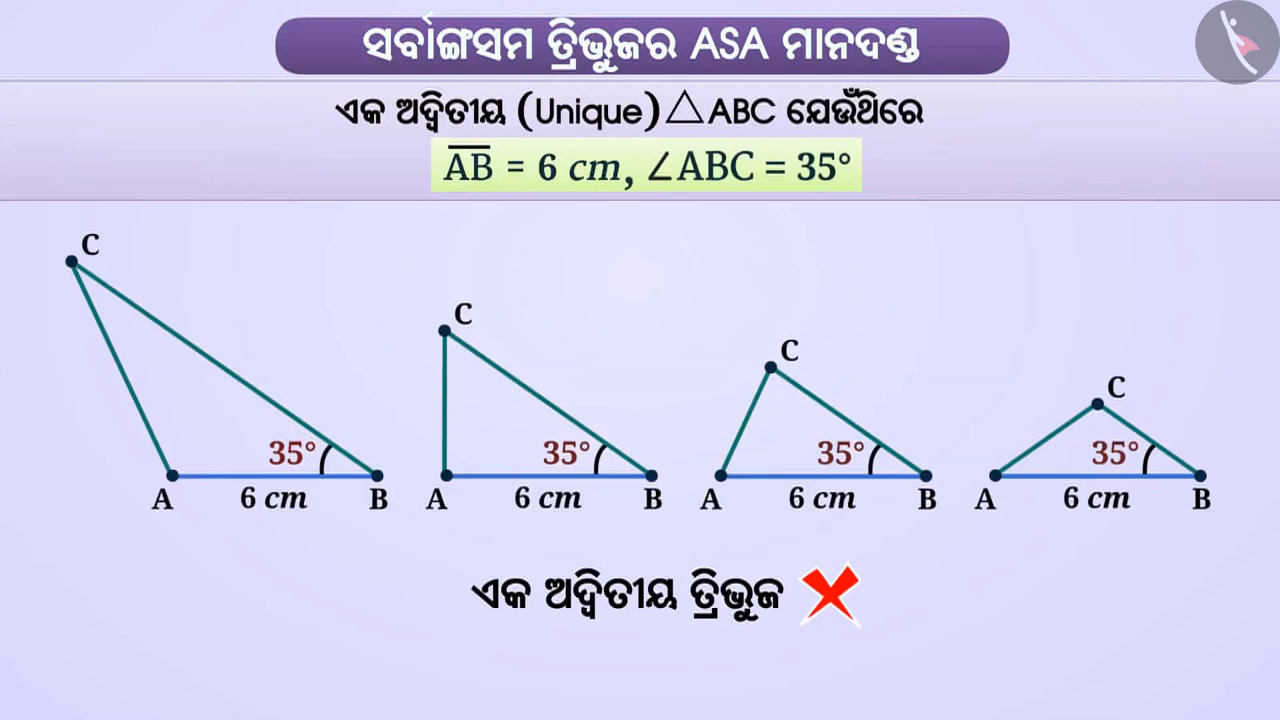 ସର୍ବାଙ୍ଗସମ ତ୍ରିଭୁଜର ASA ମାନଦଣ୍ଡ
ଏକ ଅଦ୍ୱିତୀୟ (Unique) △ABC ଯେଉଁଥିରେ
A̅B̅ = 6 cm, ∠ABC = 35°
C
35°
A 6 cm B
C
35°
A 6 cm B
C
35°
A 6 cm B
C
35°
A 6 cm B
ଏକ ଅଦ୍ୱିତୀୟ ତ୍ରିଭୁଜ